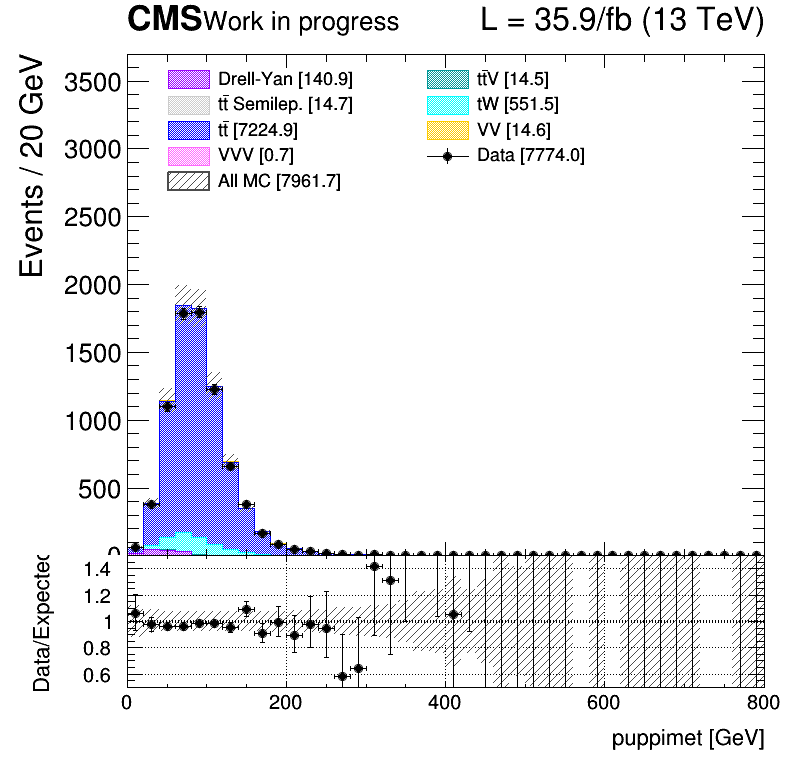 CMS Work in progress L = 35.9/fb (13 TeV)
Events / 20 GeV
3500
3000
2500
2000
1500
1000
500
0
Drell-Yan [140.9]
tt̄ Semilep. [14.7]
tt̄ [7224.9]
VVV [0.7]
All MC [7961.7]
tt̄V [14.5]
tW [551.5]
VV [14.6]
Data [7774.0]
Data/Expected
1.4
1.2
1
0.8
0.6
0 200 400 600 800
puppimet [GeV]